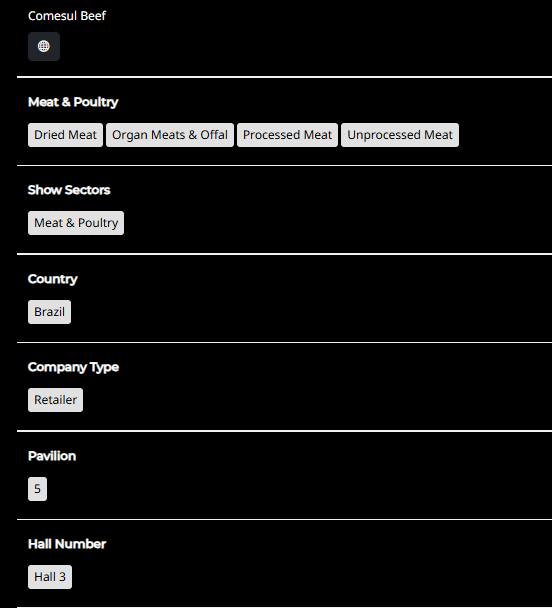 Comesul Beef
Meat & Poultry
Dried Meat Organ Meats & Offal Processed Meat Unprocessed Meat
Show Sectors
Meat & Poultry
Country
Brazil
Company Type
Retailer
Pavilion
5
Hall Number
Hall 3